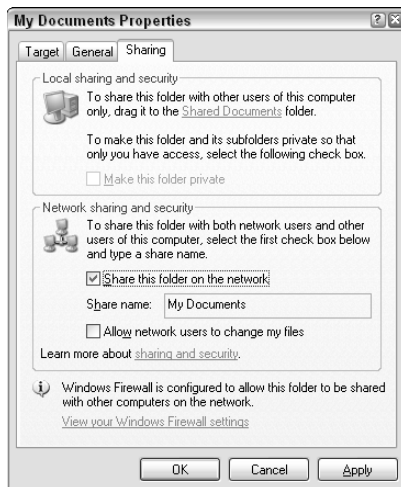 My Documents Properties
Target General Sharing
Local sharing and security
To share this folder with other users of this computer
only, drag it to the Shared Documents folder.
To make this folder and its subfolders private so that
only you have access, select the following check box.
Make this folder private
Network sharing and security
To share this folder with both network users and other
users of this computer, select the first check box below
and type a share name.
Share this folder on the network
Share name: My Documents
Allow network users to change my files
Learn more about sharing and security.
Windows Firewall is configured to allow this folder to be shared
with other computers on the network.
View your Windows Firewall settings
OK Cancel Apply